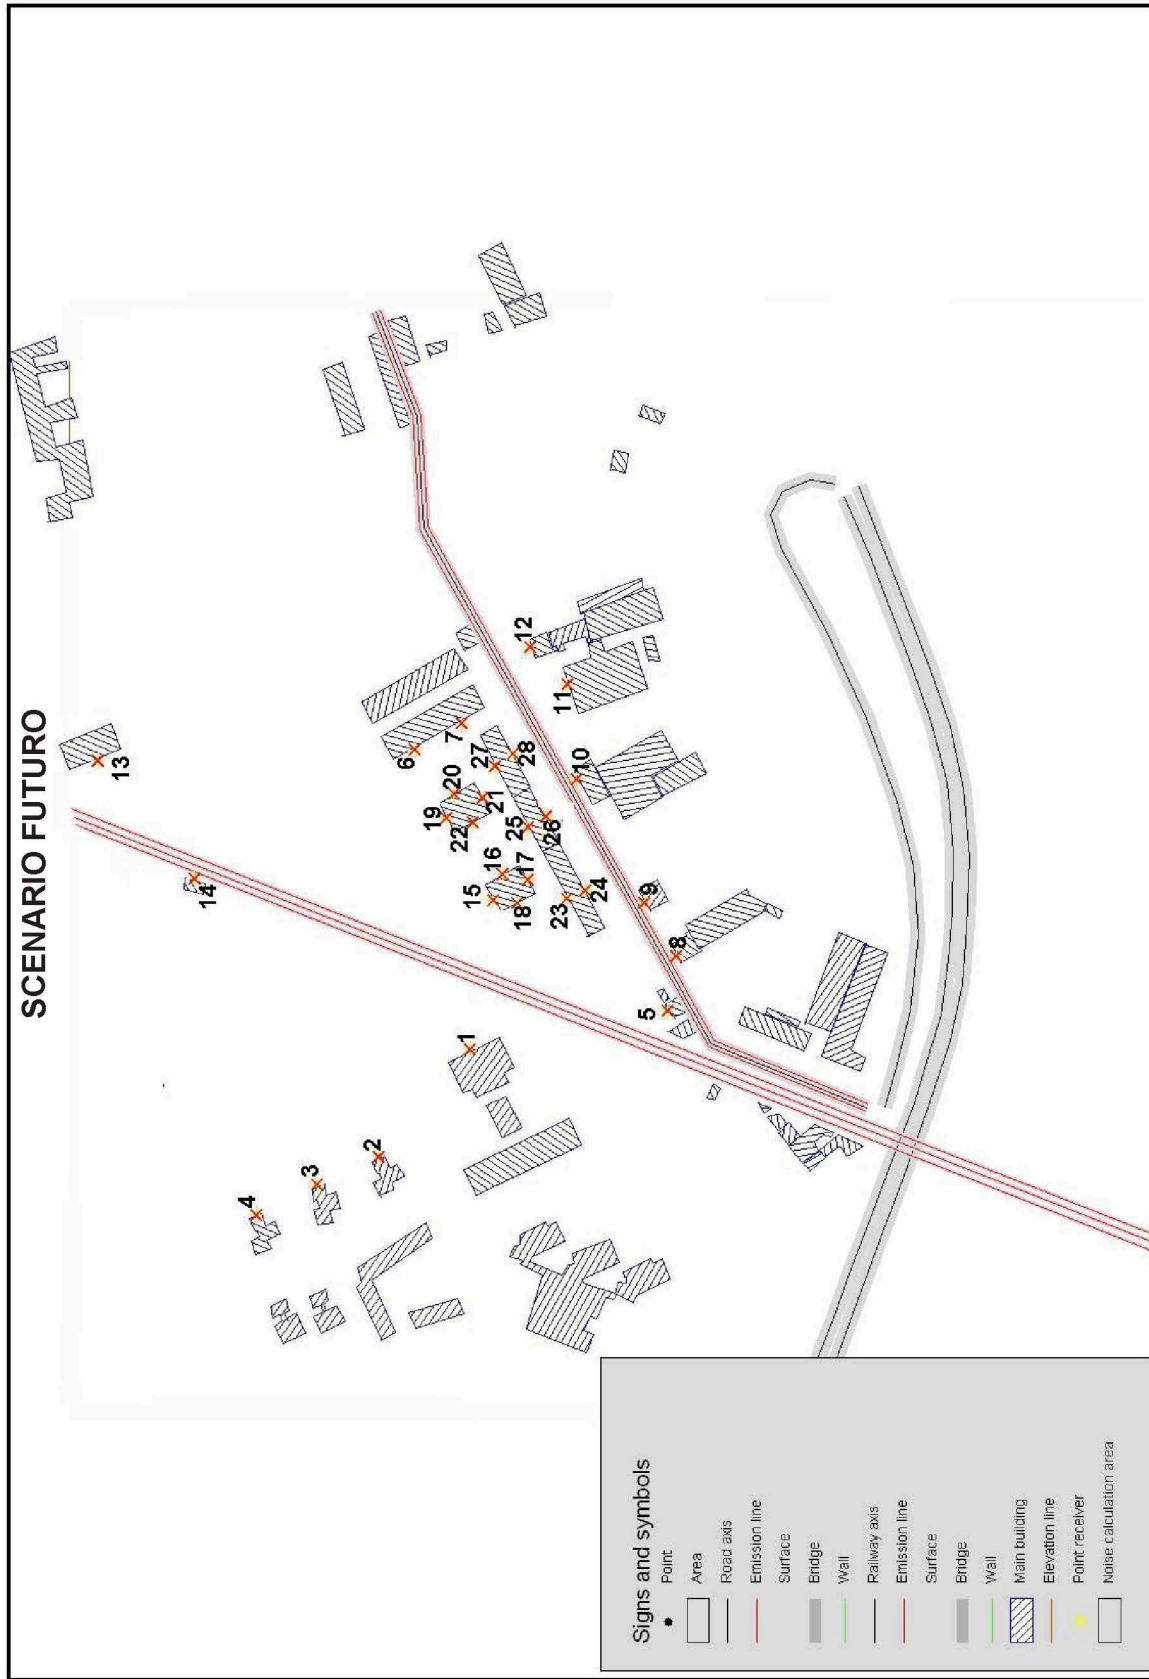 SCENARIO FUTURO
13
14
6
7
12
11
20
19
21
22
27
28
25
26
10
16
15
17
18
23
24
9
8
5
1
2
3
4
Signs and symbols
Point
Area
Road axis
Emission line
Surface
Bridge
Wall
Railway axis
Emission line
Surface
Bridge
Wall
Main building
Elevation line
Point receiver
Noise calculation area